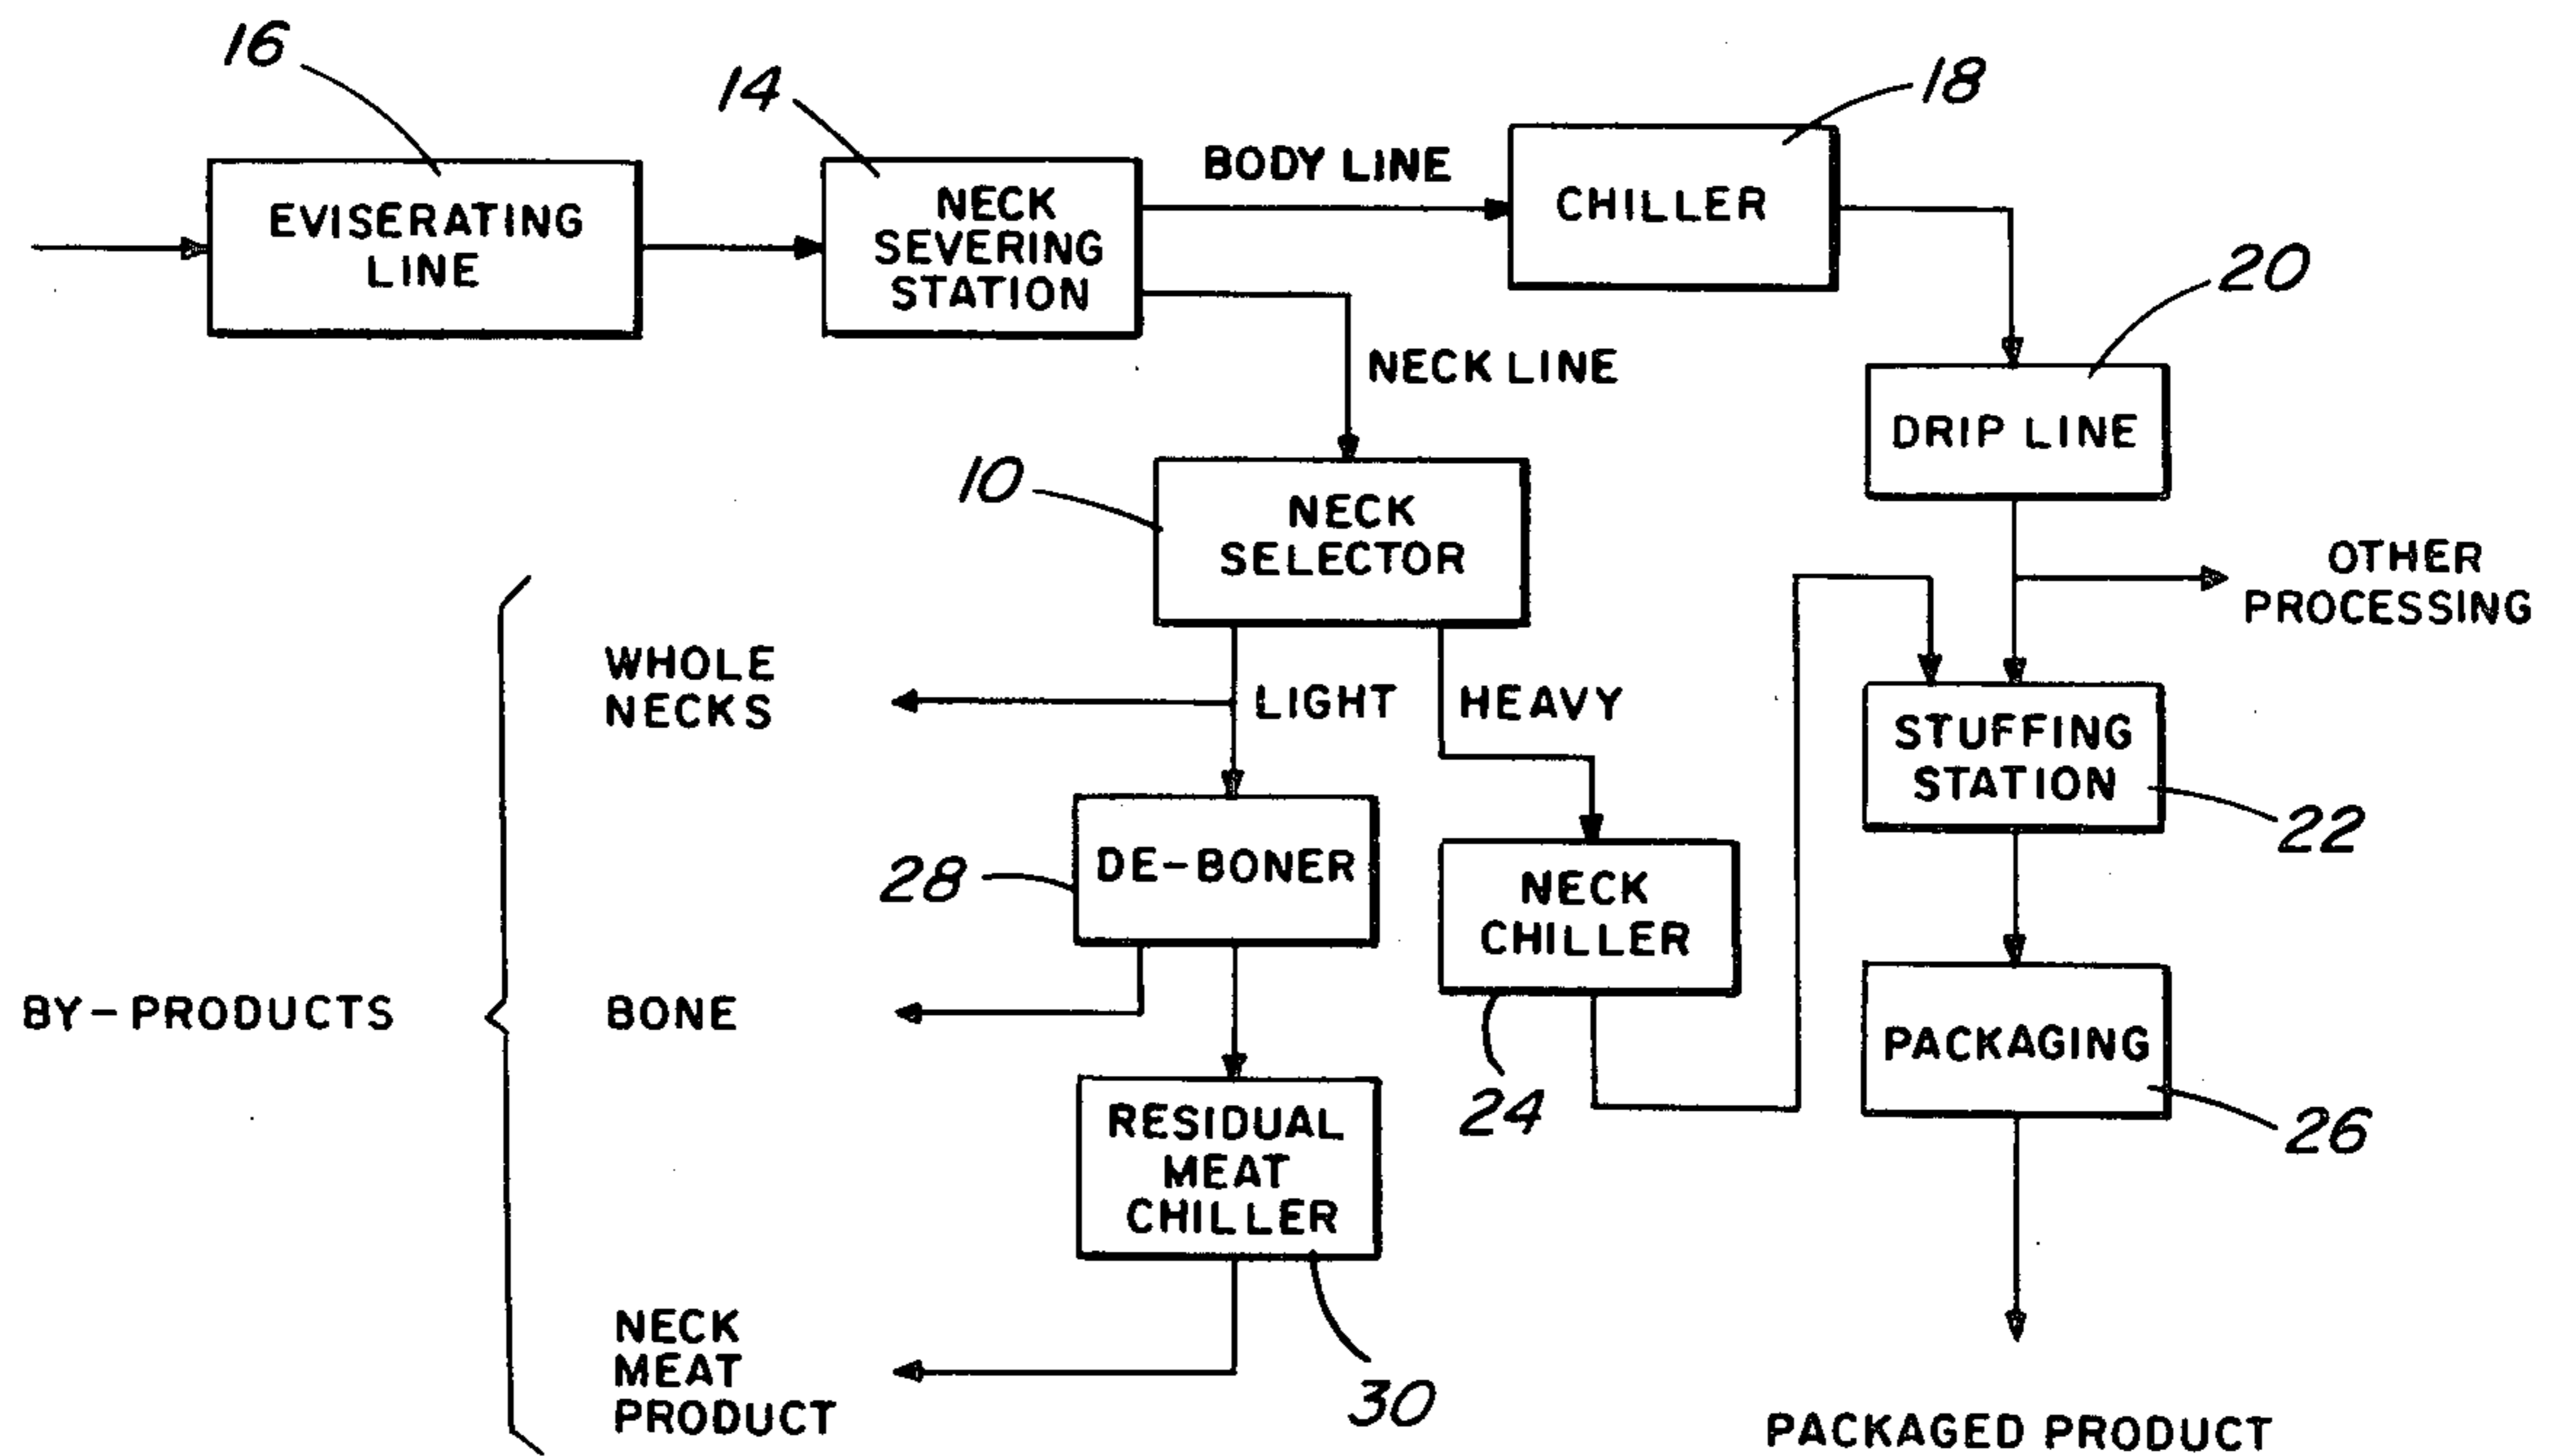 16
14
18
BODY LINE
EVISERATING
LINE
NECK
SEVERING
STATION
CHILLER
20
NECK LINE
DRIP LINE
10
NECK
SELECTOR
OTHER
PROCESSING
WHOLE
NECKS
LIGHT
HEAVY
STUFFING
STATION
22
28
DE-BONER
NECK
CHILLER
BY-PRODUCTS
BONE
PACKAGING
24
26
RESIDUAL
MEAT
CHILLER
NECK
MEAT
PRODUCT
30
PACKAGED PRODUCT